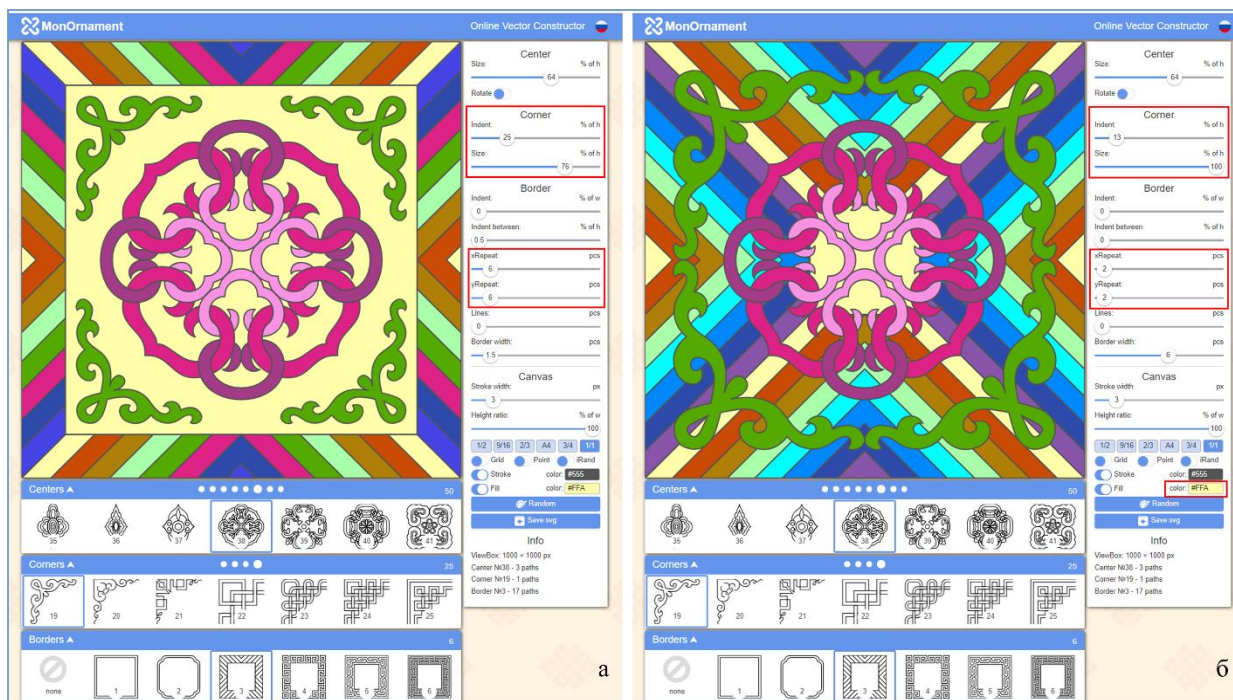 MonOrnament
Online Vector Constructor
Center
Size: % of h
64
Rotate
Corner
Indent: % of h
25
Size: % of h
76
Border
Indent: % of w
0
Indent between: % of h
0.5
xRepeat: pcs
6
yRepeat: pcs
6
Lines: pcs
0
Border width: pcs
1.5
Canvas
Stroke width: px
3
Height ratio: % of w
100
1/2 9/16 2/3 A4 3/4 1/1
Grid Point iRand
Stroke color: #555
Fill color: #FFA
Random
Save svg
Info
ViewBox: 1000 × 1000 px
Center №38 - 3 paths
Corner №19 - 1 paths
Border №3 - 17 paths
Centers 50
35 36 37 38 39 40 41
Corners 25
19 20 21 22 23 24 25
Borders 6
none 1 2 3 4 5 6
а
MonOrnament
Online Vector Constructor
Center
Size: % of h
64
Rotate
Corner
Indent: % of h
13
Size: % of h
100
Border
Indent: % of w
0
Indent between: % of h
0
xRepeat: pcs
2
yRepeat: pcs
2
Lines: pcs
0
Border width: pcs
6
Canvas
Stroke width: px
3
Height ratio: % of w
100
1/2 9/16 2/3 A4 3/4 1/1
Grid Point iRand
Stroke color: #555
Fill color: #FFA
Random
Save svg
Info
ViewBox: 1000 × 1000 px
Center №38 - 3 paths
Corner №19 - 1 paths
Border №3 - 17 paths
Centers 50
35 36 37 38 39 40 41
Corners 25
19 20 21 22 23 24 25
Borders 6
none 1 2 3 4 5 6
б